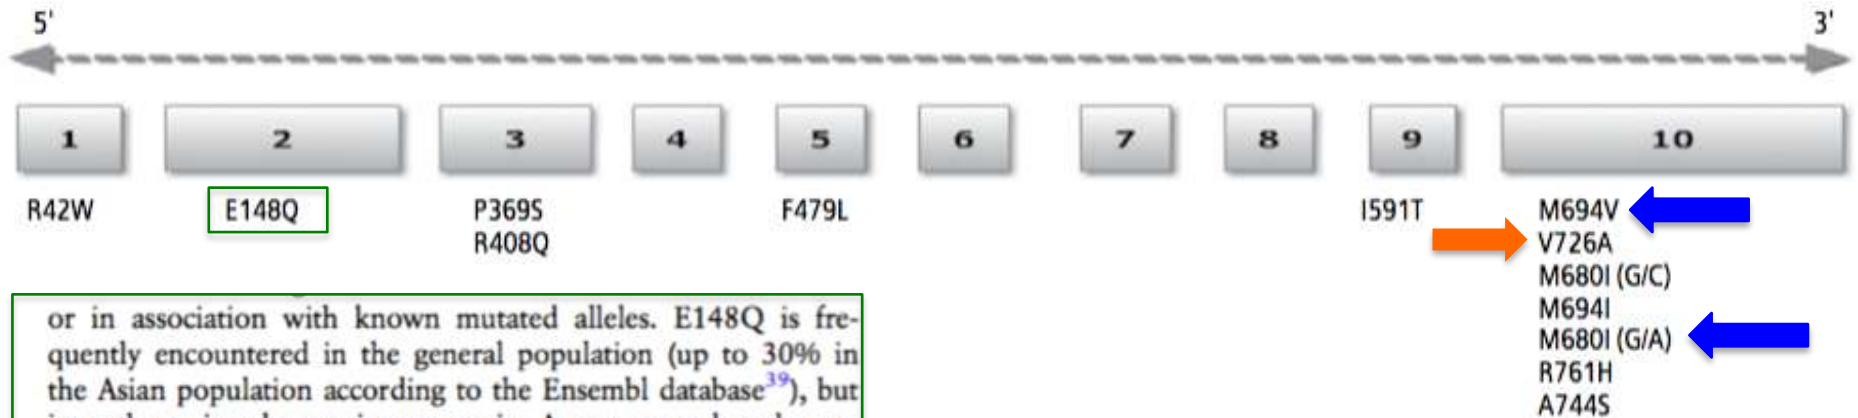 5' 3'
1 2 3 4 5 6 7 8 9 10
R42W E148Q P369S F479L I591T M694V
R408Q V726A
M680I (G/C)
M694I
M680I (G/A)
R761H
A744S
or in association with known mutated alleles. E148Q is fre-
quently encountered in the general population (up to 30% in
the Asian population according to the Ensembl database39), but